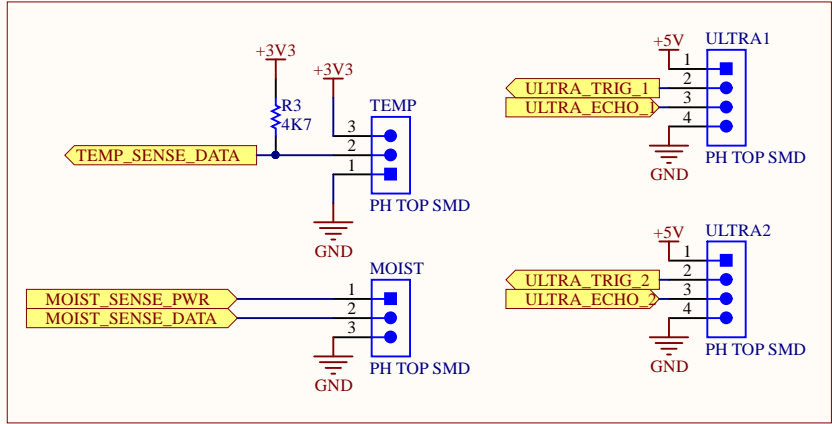 +3V3
+3V3
R3
4K7
TEMP
3
2
1
TEMP_SENSE_DATA
PH TOP SMD
GND
MOIST
MOIST_SENSE_PWR
1
MOIST_SENSE_DATA
2
3
PH TOP SMD
GND
+5V
ULTRA1
1
ULTRA_TRIG_1
2
ULTRA_ECHO_1
3
4
PH TOP SMD
GND
+5V
ULTRA2
1
ULTRA_TRIG_2
2
ULTRA_ECHO_2
3
4
PH TOP SMD
GND